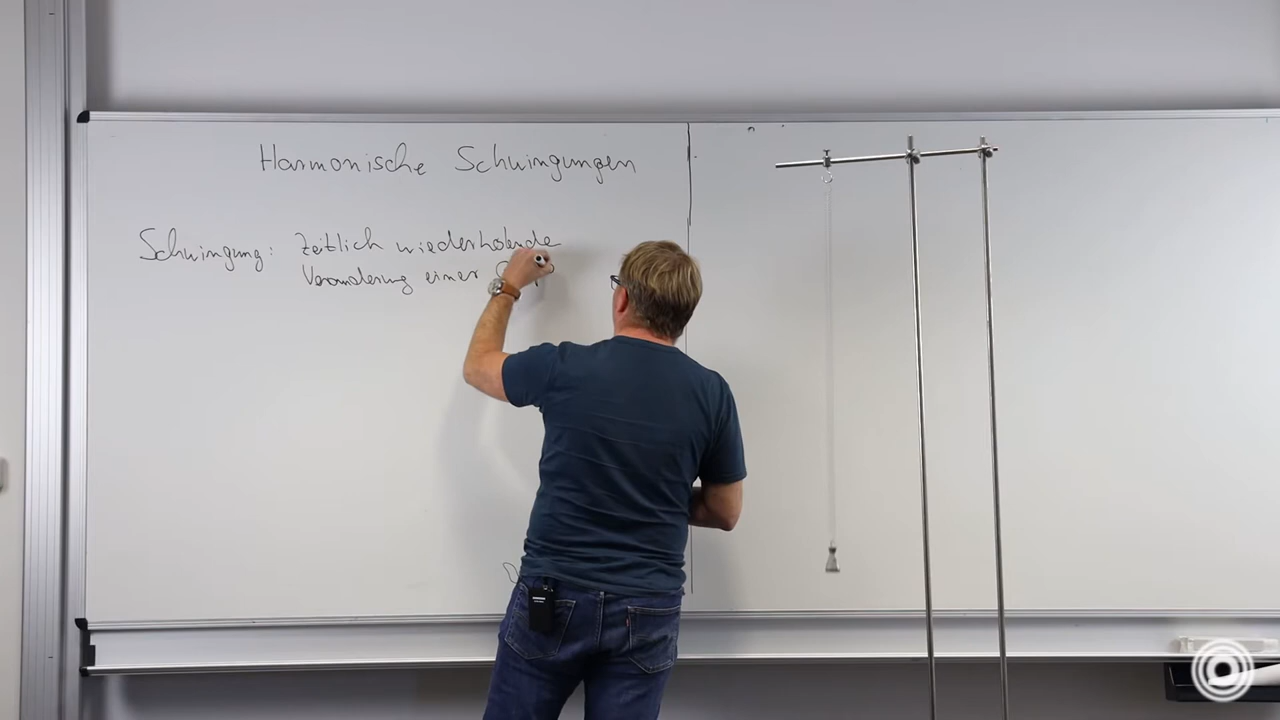 Harmonische Schwingungen
Schwingung: Zeitlich wiederholende
Veränderung einer